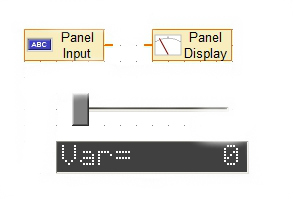 ABC
Panel
Input
Panel
Display
Var= 0